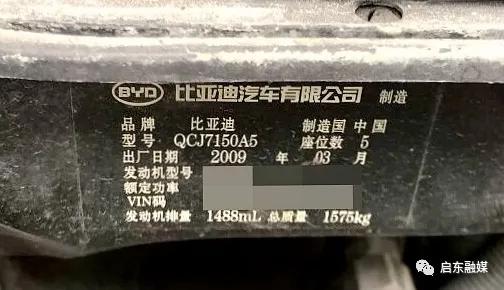 BYD 比亚迪汽车有限公司 制造
品牌 比亚迪 制造国 中国
型号 QCJ7150A5 座位数 5
出厂日期 2009 年 03 月
发动机型号
额定功率
VIN码
发动机排量 1488mL 总质量 1575kg
启东融媒